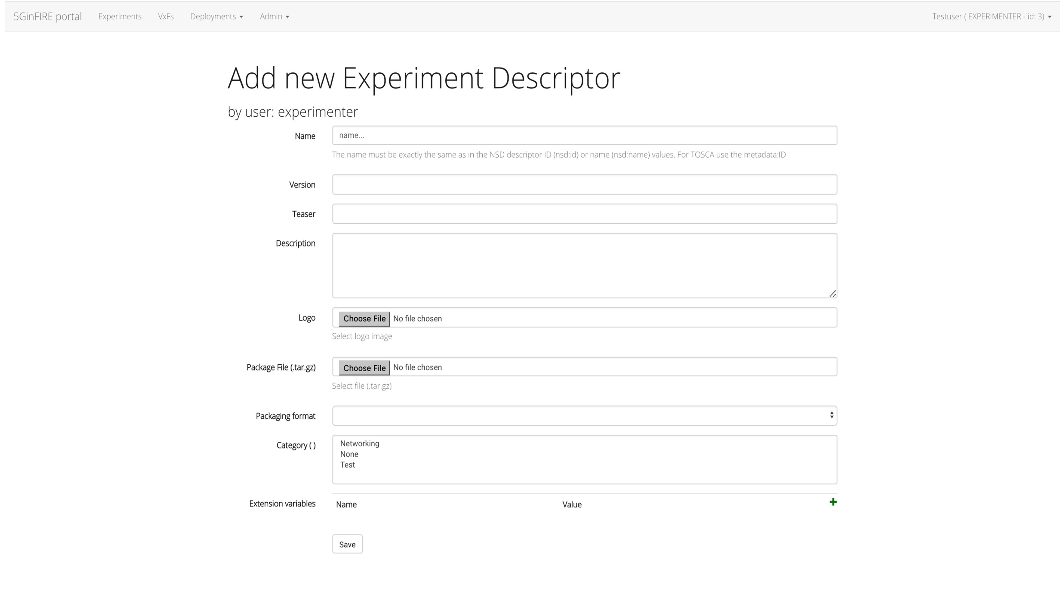 5GinFIRE portal Experiments VxFs Deployments Admin Testuser ( EXPERIMENTER - id: 3)
Add new Experiment Descriptor
by user: experimenter
Name name...
The name must be exactly the same as in the NSD descriptor ID (nsd:id) or name (nsd:name) values. For TOSCA use the metadata:ID
Version
Teaser
Description
Logo Choose File No file chosen
Select logo image
Package File (.tar.gz) Choose File No file chosen
Select file (.tar.gz)
Packaging format
Category ( ) Networking
None
Test
Extension variables Name Value
Save